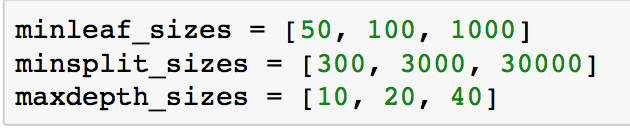 minleaf_sizes = [50, 100, 1000]
minsplit_sizes = [300, 3000, 30000]
maxdepth_sizes = [10, 20, 40]